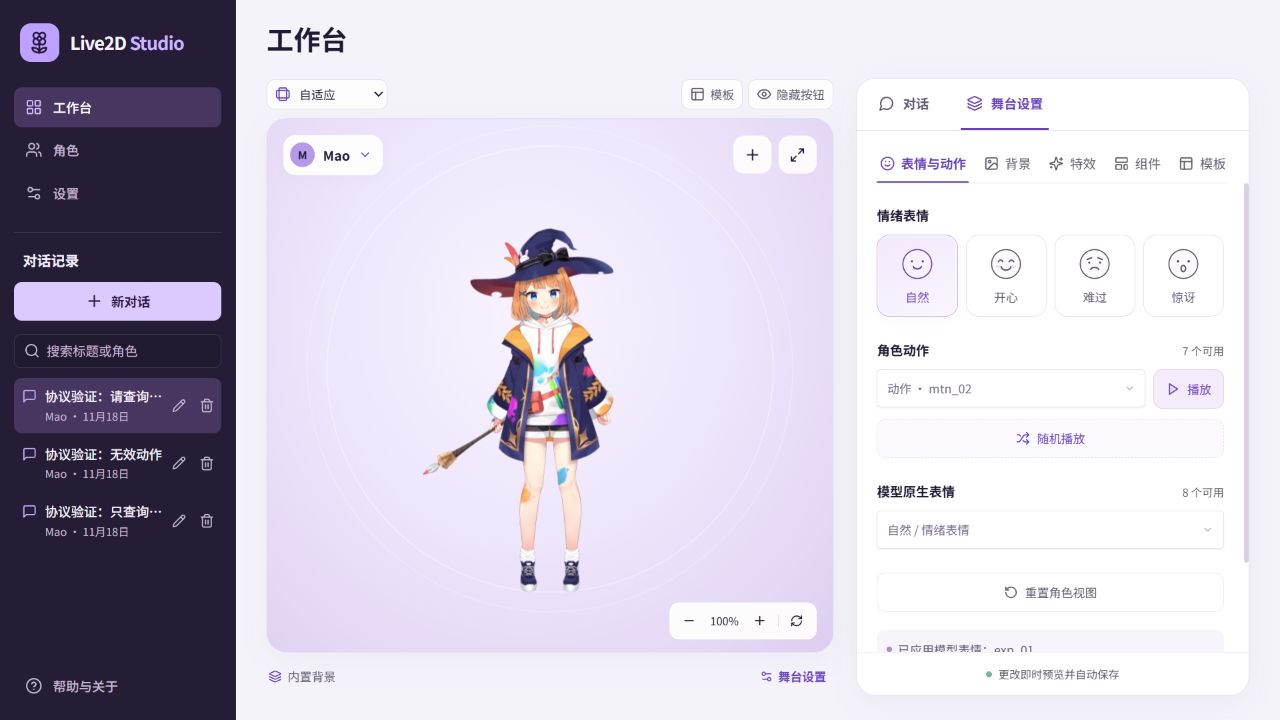 Live2D Studio
工作台
角色
设置
对话记录
新对话
搜索标题或角色
协议验证：请查询…
Mao · 11月18日
协议验证：无效动作
Mao · 11月18日
协议验证：只查询…
Mao · 11月18日
帮助与关于
工作台
自适应
模板
隐藏按钮
M Mao
100%
内置背景
舞台设置
对话
舞台设置
表情与动作
背景
特效
组件
模板
情绪表情
自然
开心
难过
惊讶
角色动作
7 个可用
动作 · mtn_02
播放
随机播放
模型原生表情
8 个可用
自然 / 情绪表情
重置角色视图
已应用模型表情：exp_01
更改即时预览并自动保存